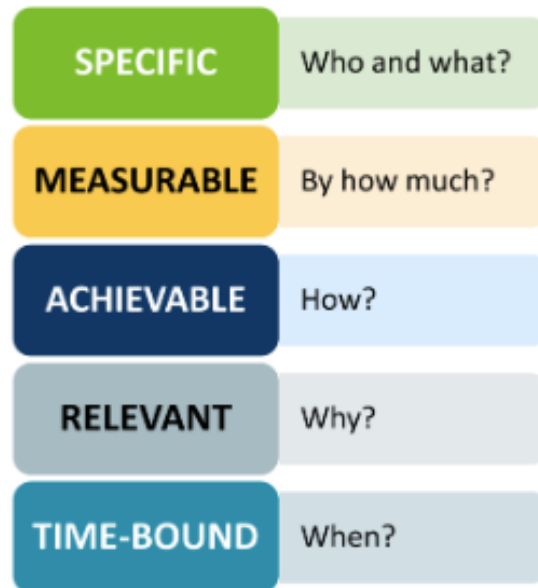 SPECIFIC Who and what?
MEASURABLE By how much?
ACHIEVABLE How?
RELEVANT Why?
TIME-BOUND When?